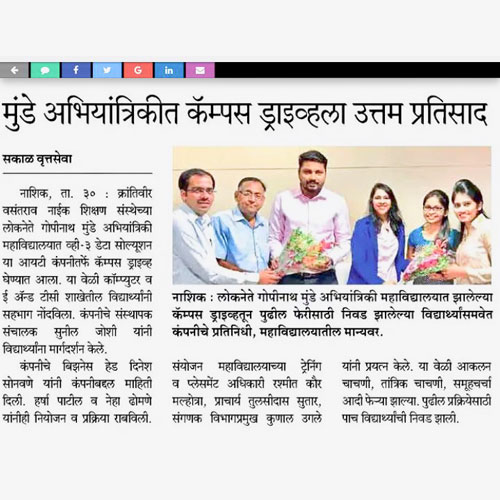 मुंडे अभियांत्रिकीत कॅम्पस ड्राइव्हला उत्तम प्रतिसाद
सकाळ वृत्तसेवा
नाशिक, ता. ३० : क्रांतिवीर
वसंतराव नाईक शिक्षण संस्थेच्या
लोकनेते गोपीनाथ मुंडे अभियांत्रिकी
महाविद्यालयात व्ही-३ डेटा सोल्यूशन
या आयटी कंपनीतर्फे कॅम्पस ड्राइव्ह
घेण्यात आला. या वेळी कॉम्प्युटर व
ई ॲन्ड टीसी शाखेतील विद्यार्थ्यांनी
सहभाग नोंदविला. कंपनीचे संस्थापक
संचालक सुनील जोशी यांनी
विद्यार्थ्यांना मार्गदर्शन केले.
कंपनीचे बिझनेस हेड दिनेश
सोनवणे यांनी कंपनीबद्दल माहिती
दिली. हर्षा पाटील व नेहा ढोमणे
यांनीही नियोजन व प्रक्रिया राबविली.
नाशिक : लोकनेते गोपीनाथ मुंडे अभियांत्रिकी महाविद्यालयात झालेल्या
कॅम्पस ड्राइव्हतून पुढील फेरीसाठी निवड झालेल्या विद्यार्थ्यांसमवेत
कंपनीचे प्रतिनिधी, महाविद्यालयातील मान्यवर.
संयोजन महाविद्यालयाच्या ट्रेनिंग
व प्लेसमेंट अधिकारी रश्मीत कौर
मल्होत्रा, प्राचार्य तुलसीदास सुतार,
संगणक विभागप्रमुख कुणाल उगले
यांनी प्रयत्न केले. या वेळी आकलन
चाचणी, तांत्रिक चाचणी, समूहचर्चा
आदी फेऱ्या झाल्या. पुढील प्रक्रियेसाठी
पाच विद्यार्थ्यांची निवड झाली.